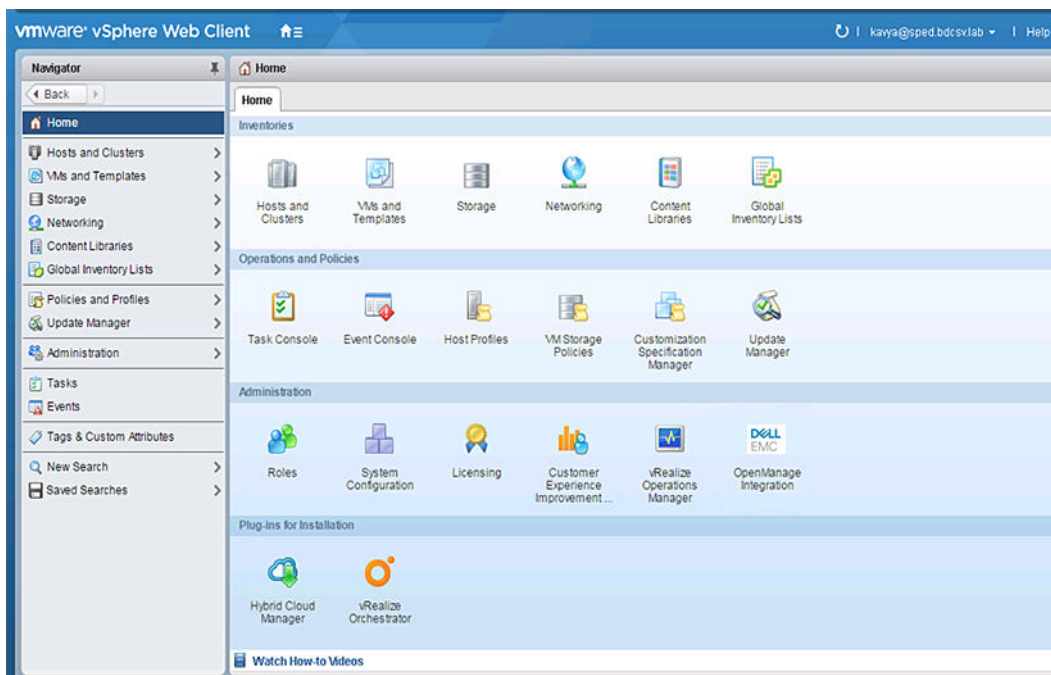 vmware® vSphere Web Client
kavya@sped.bdcsv.lab
Help
Navigator
Back
Home
Hosts and Clusters
VMs and Templates
Storage
Networking
Content Libraries
Global Inventory Lists
Policies and Profiles
Update Manager
Administration
Tasks
Events
Tags & Custom Attributes
New Search
Saved Searches
Home
Home
Inventories
Hosts and
Clusters
VMs and
Templates
Storage
Networking
Content
Libraries
Global
Inventory Lists
Operations and Policies
Task Console
Event Console
Host Profiles
VM Storage
Policies
Customization
Specification
Manager
Update
Manager
Administration
Roles
System
Configuration
Licensing
Customer
Experience
Improvement ...
vRealize
Operations
Manager
DELL
EMC
OpenManage
Integration
Plug-ins for Installation
Hybrid Cloud
Manager
vRealize
Orchestrator
Watch How-to Videos